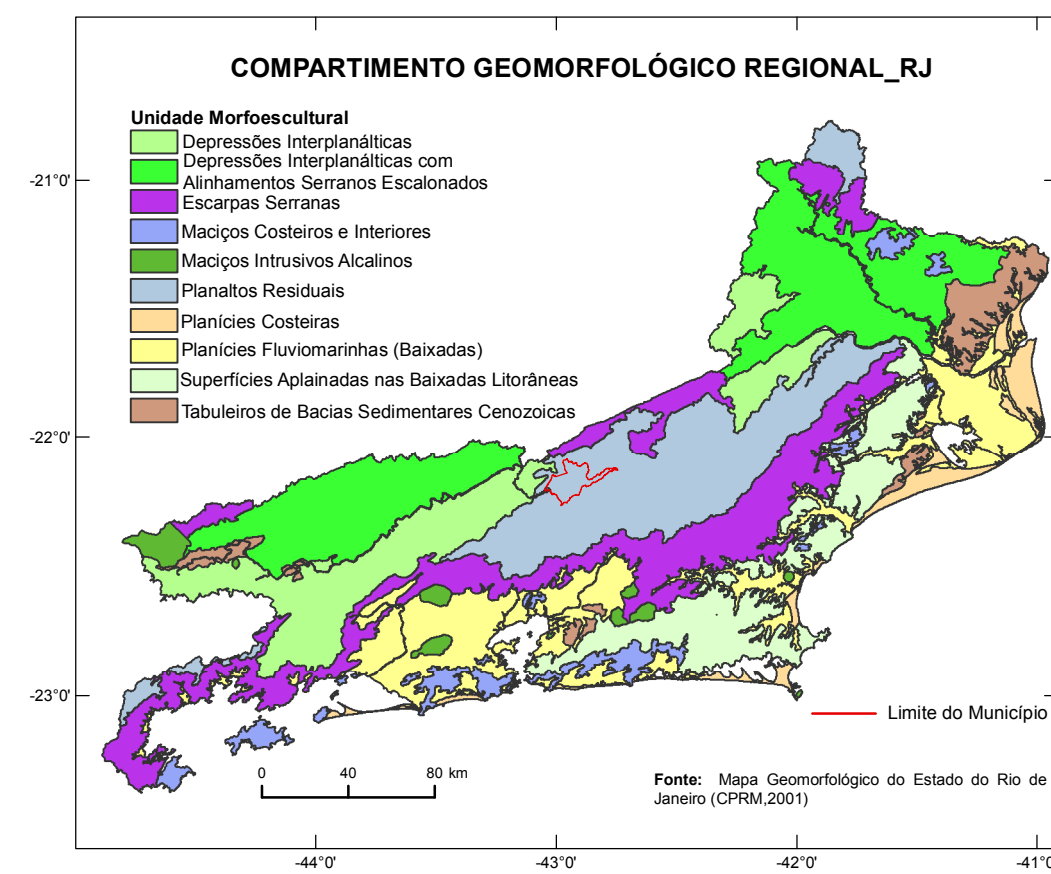 COMPARTIMENTO GEOMORFOLÓGICO REGIONAL_RJ
Unidade Morfoescultural
Depressões Interplanálticas
Depressões Interplanálticas com
Alinhamentos Serranos Escalonados
Escarpas Serranas
Maciços Costeiros e Interiores
Maciços Intrusivos Alcalinos
Planaltos Residuais
Planícies Costeiras
Planícies Fluviomarinhas (Baixadas)
Superfícies Aplainadas nas Baixadas Litorâneas
Tabuleiros de Bacias Sedimentares Cenozoicas
-21°0'
-22°0'
-23°0'
Limite do Município
0 40 80 km
Fonte: Mapa Geomorfológico do Estado do Rio de
Janeiro (CPRM,2001)
-44°0' -43°0' -42°0' -41°0